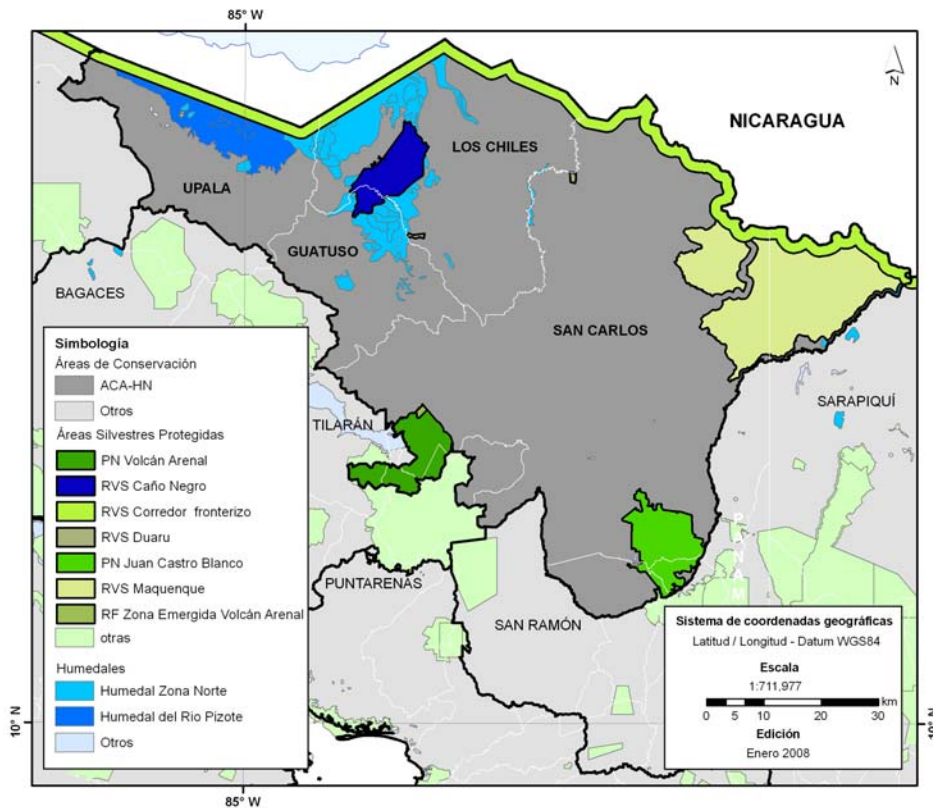 85° W
N
NICARAGUA
LOS CHILES
UPALA
GUATUSO
BAGACES
SAN CARLOS
SARAPIQUÍ
TILARÁN
PUNTARENAS
SAN RAMÓN
Simbología
Áreas de Conservación
ACA-HN
Otros
Áreas Silvestres Protegidas
PN Volcán Arenal
RVS Caño Negro
RVS Corredor fronterizo
RVS Duaru
PN Juan Castro Blanco
RVS Maquenque
RF Zona Emergida Volcán Arenal
otras
Humedales
Humedal Zona Norte
Humedal del Rio Pizote
Otros
Sistema de coordenadas geográficas
Latitud / Longitud - Datum WGS84
Escala
1:711.977
km
0 5 10 20 30
Edición
Enero 2008
10° N
10° N
85° W